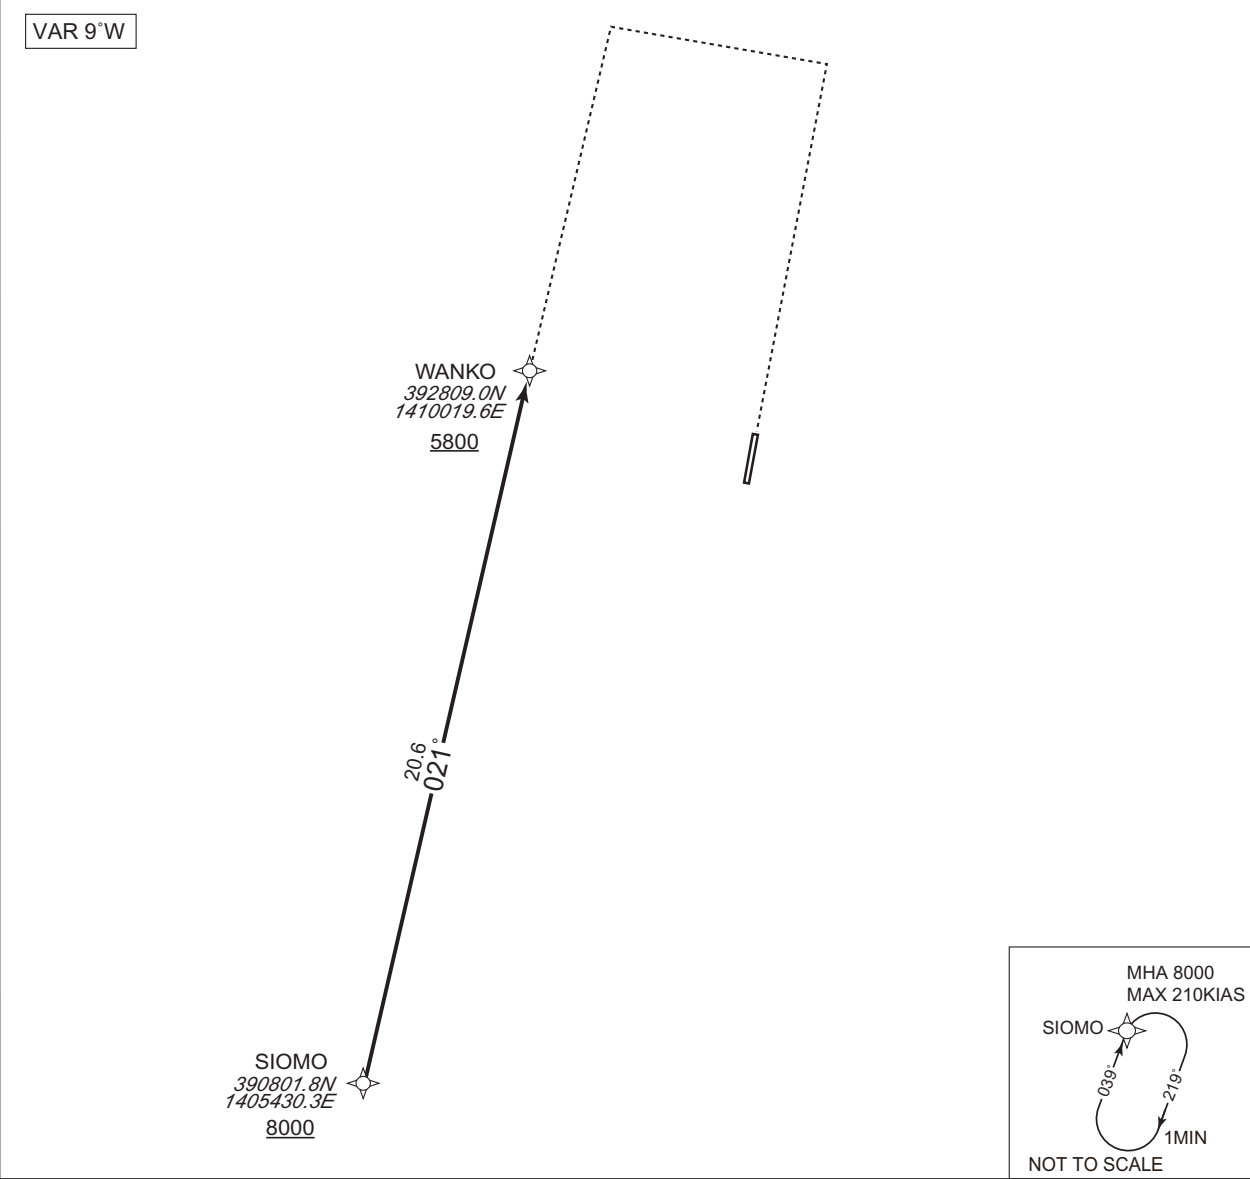 VAR 9°W
WANKO
392809.0N
1410019.6E
5800
20.6
021°
SIOMO
390801.8N
1405430.3E
8000
MHA 8000
MAX 210KIAS
SIOMO
039°
219°
1MIN
NOT TO SCALE